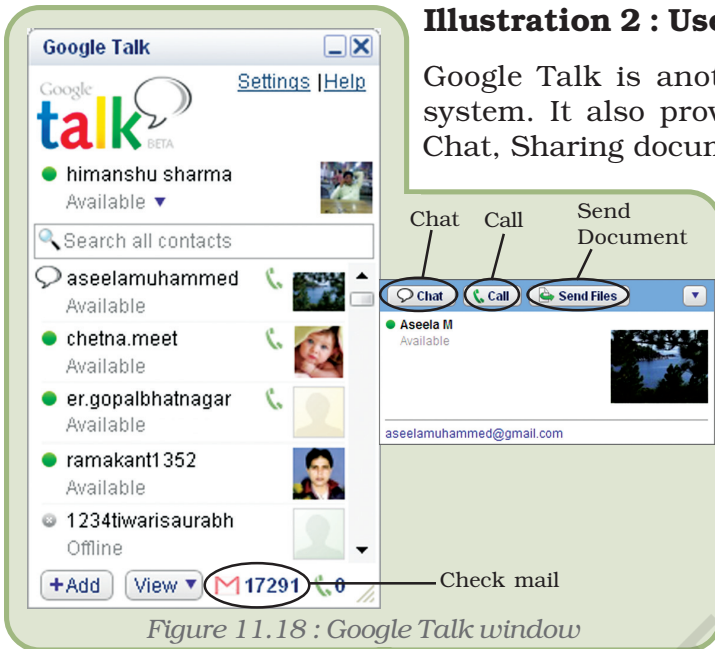 Illustration 2 : Use
Google Talk is anot
system. It also prov
Chat, Sharing docum
Google Talk
Settings | Help
Google
talk
BETA
himanshu sharma
Available
Search all contacts
aseelamuhammed
Available
chetna.meet
Available
er.gopalbhatnagar
Available
ramakant1352
Available
1234tiwarisaurabh
Offline
+Add View 17291 0
Chat Call Send
Document
Chat Call Send Files
Aseela M
Available
aseelamuhammed@gmail.com
Check mail
Figure 11.18 : Google Talk window